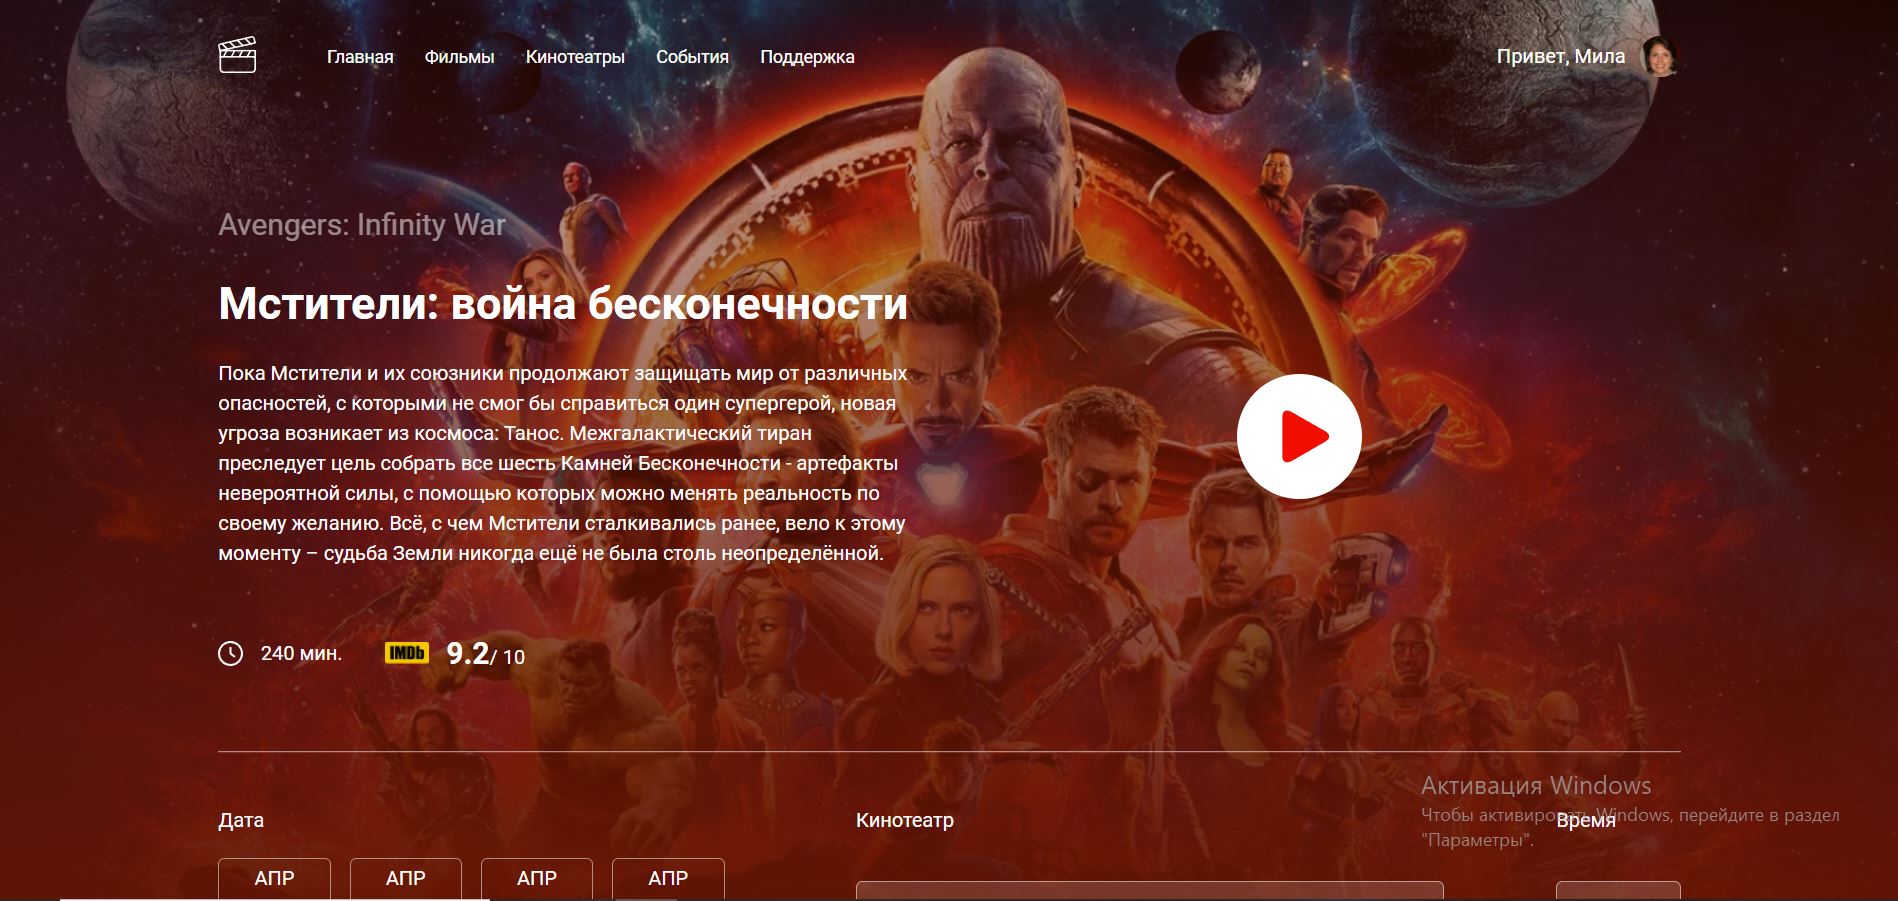 Главная Фильмы Кинотеатры События Поддержка
Привет, Мила
Avengers: Infinity War
Мстители: война бесконечности
Пока Мстители и их союзники продолжают защищать мир от различных
опасностей, с которыми не смог бы справиться один супергерой, новая
угроза возникает из космоса: Танос. Межгалактический тиран
преследует цель собрать все шесть Камней Бесконечности - артефакты
невероятной силы, с помощью которых можно менять реальность по
своему желанию. Всё, с чем Мстители сталкивались ранее, вело к этому
моменту – судьба Земли никогда ещё не была столь неопределённой.
240 мин. IMDb 9.2/ 10
Активация Windows
Чтобы активировать Windows, перейдите в раздел
"Параметры".
Дата
Кинотеатр
Время
АПР АПР АПР АПР